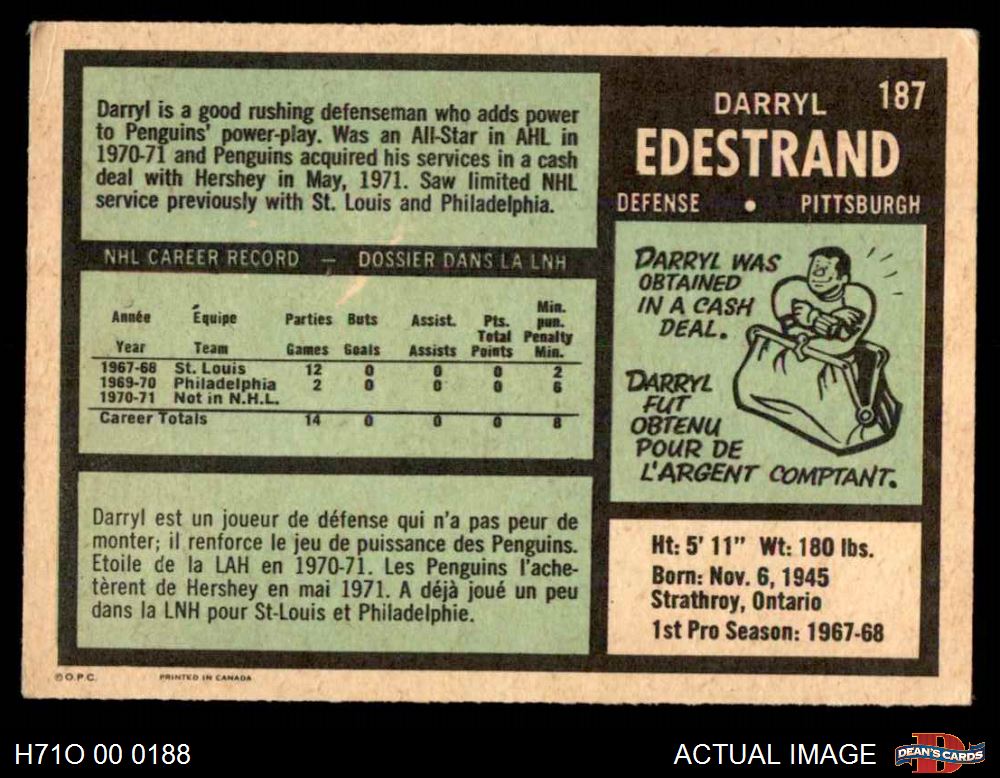 Darryl is a good rushing defenseman who adds power
to Penguins' power-play. Was an All-Star in AHL in
1970-71 and Penguins acquired his services in a cash
deal with Hershey in May, 1971. Saw limited NHL
service previously with St. Louis and Philadelphia.
187
DARRYL
EDESTRAND
DEFENSE • PITTSBURGH
NHL CAREER RECORD — DOSSIER DANS LA LNH
Année Équipe Parties Buts Assist. Pts. Total Min. pun.
Year Team Games Goals Assists Points Penalty Min.
1967-68 St. Louis 12 0 0 0 2
1969-70 Philadelphia 2 0 0 0 6
1970-71 Not in N.H.L.
Career Totals 14 0 0 0 8
DARRYL WAS
OBTAINED
IN A CASH
DEAL.
DARRYL
FUT
OBTENU
POUR DE
L'ARGENT COMPTANT.
Darryl est un joueur de défense qui n'a pas peur de
monter; il renforce le jeu de puissance des Penguins.
Etoile de la LAH en 1970-71. Les Penguins l'ache-
tèrent de Hershey en mai 1971. A déjà joué un peu
dans la LNH pour St-Louis et Philadelphie.
Ht: 5' 11" Wt: 180 lbs.
Born: Nov. 6, 1945
Strathroy, Ontario
1st Pro Season: 1967-68
© O.P.C. PRINTED IN CANADA
H71O 00 0188
ACTUAL IMAGE
DEAN'S CARDS